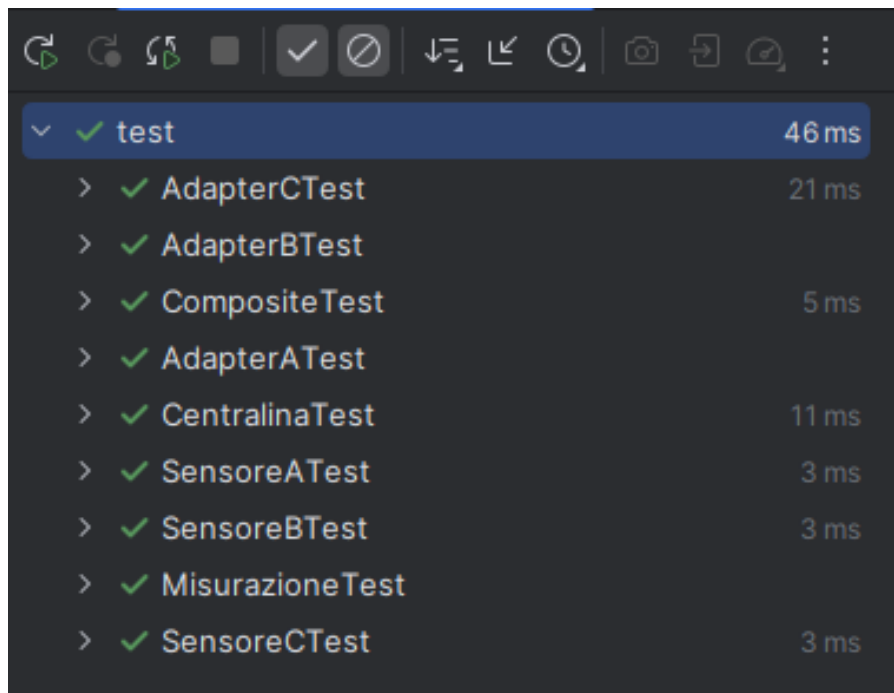 test 46 ms
AdapterCTest 21 ms
AdapterBTest
CompositeTest 5 ms
AdapterATest
CentralinaTest 11 ms
SensoreATest 3 ms
SensoreBTest 3 ms
MisurazioneTest
SensoreCTest 3 ms